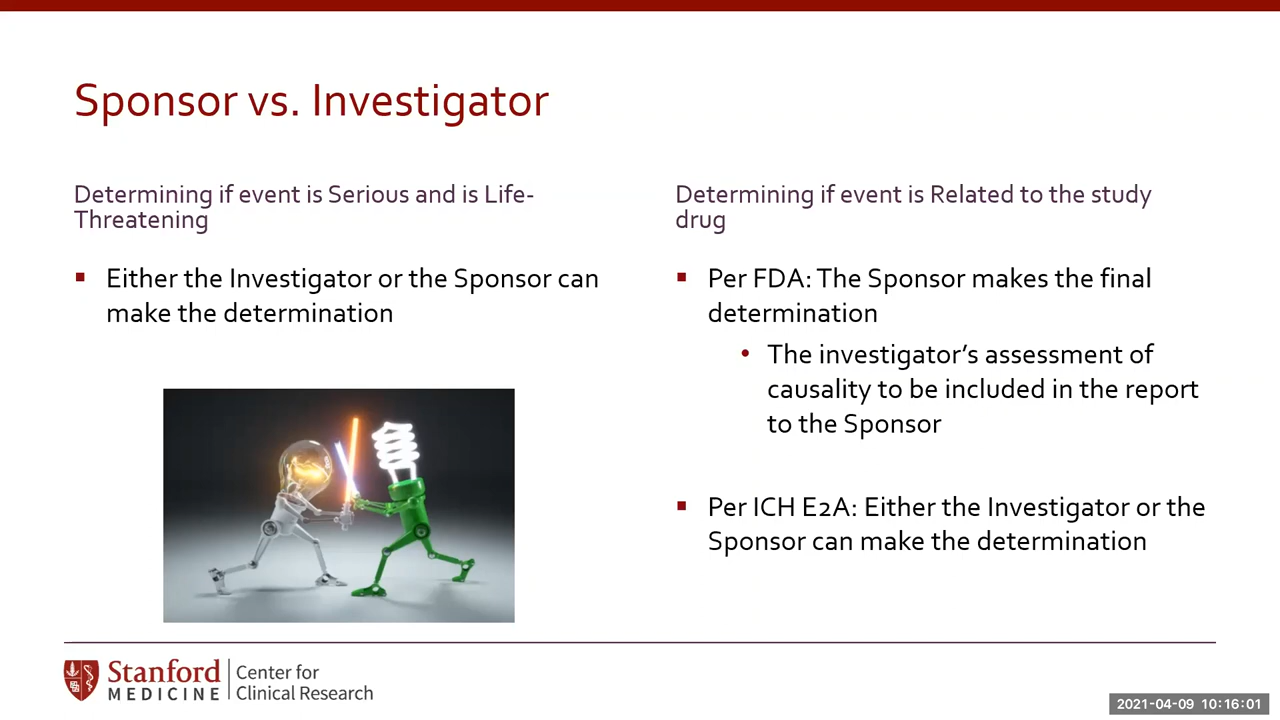 Sponsor vs. Investigator
Determining if event is Serious and is Life-
Threatening
▪ Either the Investigator or the Sponsor can
make the determination
Determining if event is Related to the study
drug
▪ Per FDA: The Sponsor makes the final
determination
• The investigator’s assessment of
causality to be included in the report
to the Sponsor
▪ Per ICH E2A: Either the Investigator or the
Sponsor can make the determination
Stanford
MEDICINE
Center for
Clinical Research
2021-04-09 10:16:01